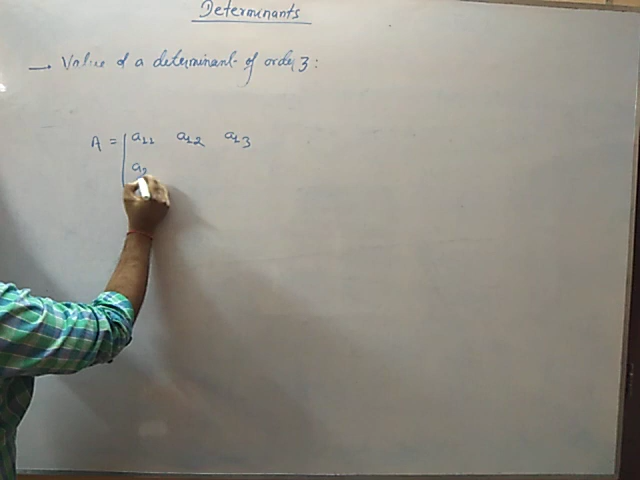 Determinants
→ Value of a determinant of order 3:
A = | a11 a12 a13
a2